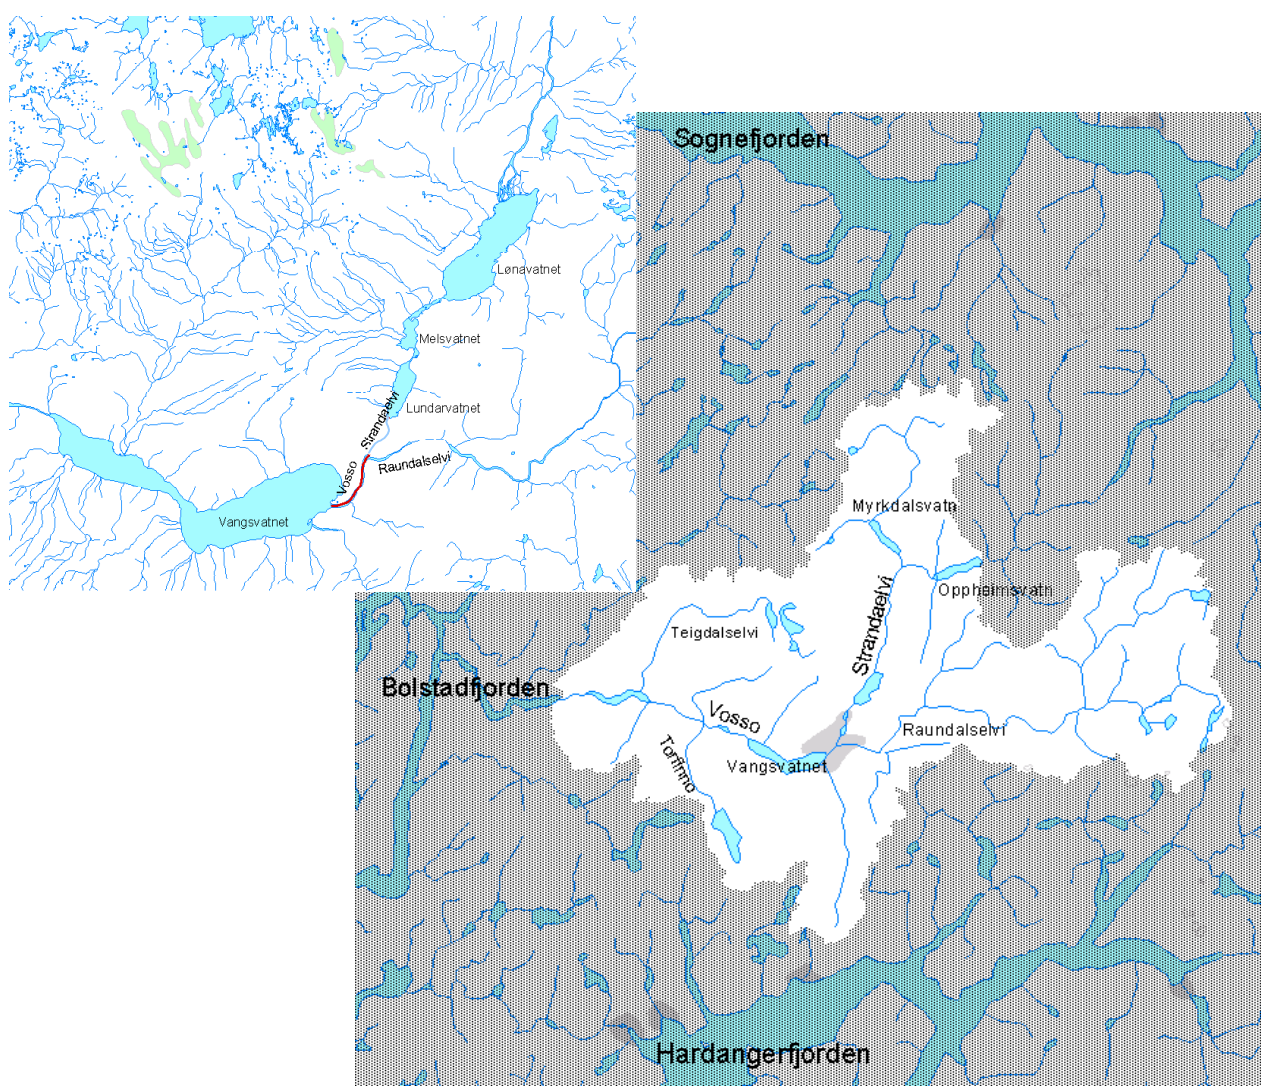 Lønavatnet
Melsvatnet
Lundarvatnet
Strandaelvi
Raundalselvi
Vosso
Vangsvatnet
Sognefjorden
Myrkdalsvatn
Oppheimsvatn
Strandaelvi
Teigdalselvi
Bolstadfjorden
Vosso
Raundalselvi
Torfinno
Vangsvatnet
Hardangerfjorden